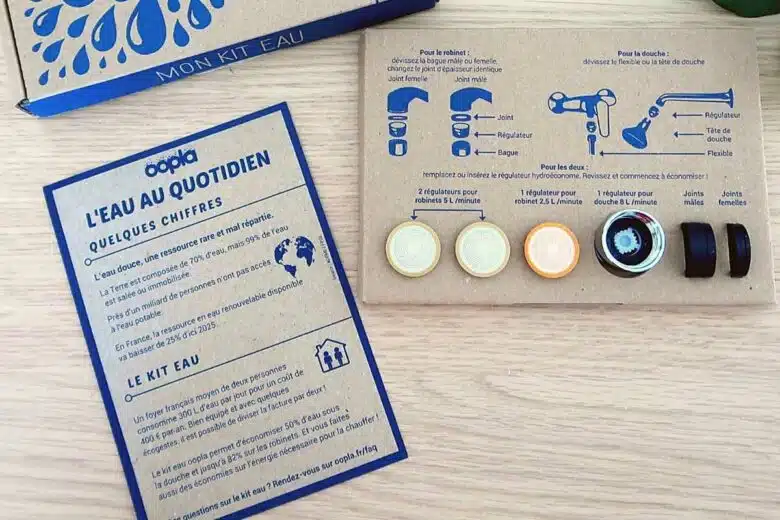 MON KIT EAU
oopla
L'EAU AU QUOTIDIEN
QUELQUES CHIFFRES
L'eau douce, une ressource rare et mal répartie.
La Terre est composée de 70% d'eau, mais 99% de l'eau
est salée ou immobilisée.
Près d'un milliard de personnes n'ont pas accès
à l'eau potable.
En France, la ressource en eau renouvelable disponible
va baisser de 25% d'ici 2025.
LE KIT EAU
Un foyer français moyen de deux personnes
consomme 300 L d'eau par jour pour un coût de
400 € par an. Bien équipé et avec quelques
écogestes, il est possible de diviser la facture par deux !
Le kit eau oopla permet d'économiser 50% d'eau sous
la douche et jusqu'à 82% sur les robinets. Et vous faites
aussi des économies sur l'énergie nécessaire pour la chauffer !
questions sur le kit eau ? Rendez-vous sur oopla.fr/faq
Pour le robinet :
dévissez la bague mâle ou femelle,
changez le joint d'épaisseur identique
Joint femelle
Joint mâle
Joint
Régulateur
Bague
Pour la douche :
dévissez le flexible ou la tête de douche
Régulateur
Tête de
douche
Flexible
Pour les deux :
remplacez ou insérez le régulateur hydroéconome. Revissez et commencez à économiser !
2 régulateurs pour
robinets 5 L /minute
1 régulateur pour
robinet 2,5 L /minute
1 régulateur pour
douche 8 L /minute
Joints
mâles
Joints
femelles